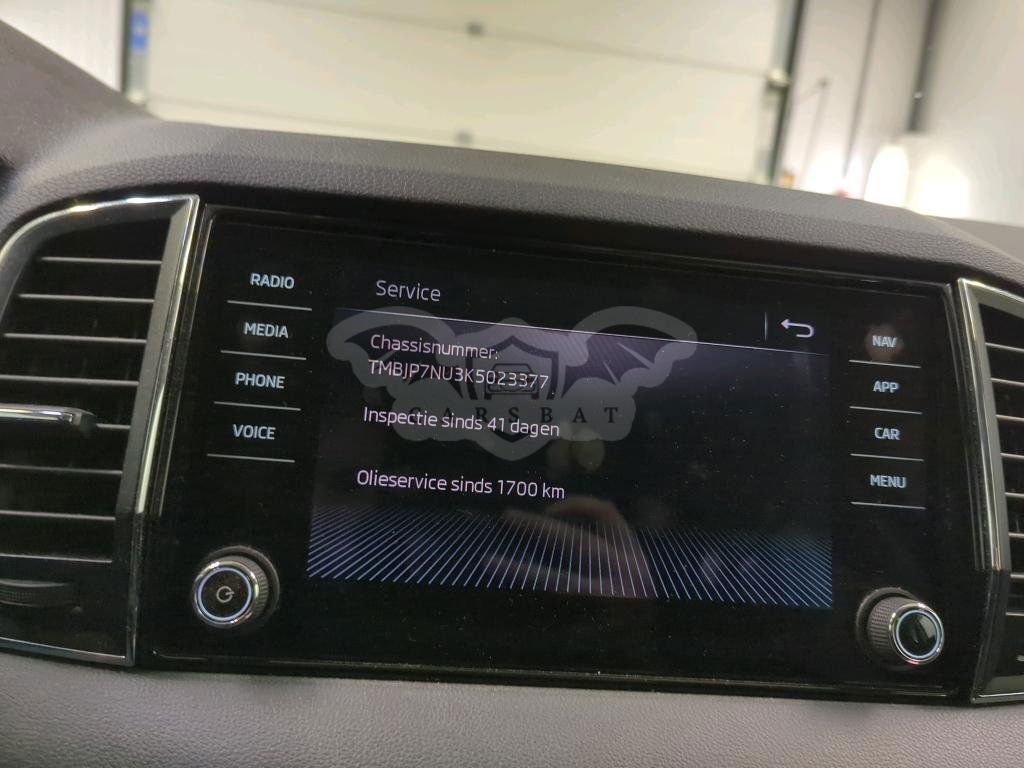 RADIO
MEDIA
PHONE
VOICE
Service
Chassisnummer:
TMBJP7NU3K5023377
Inspectie sinds 41 dagen
Olieservice sinds 1700 km
CARSBAT
NAV
APP
CAR
MENU